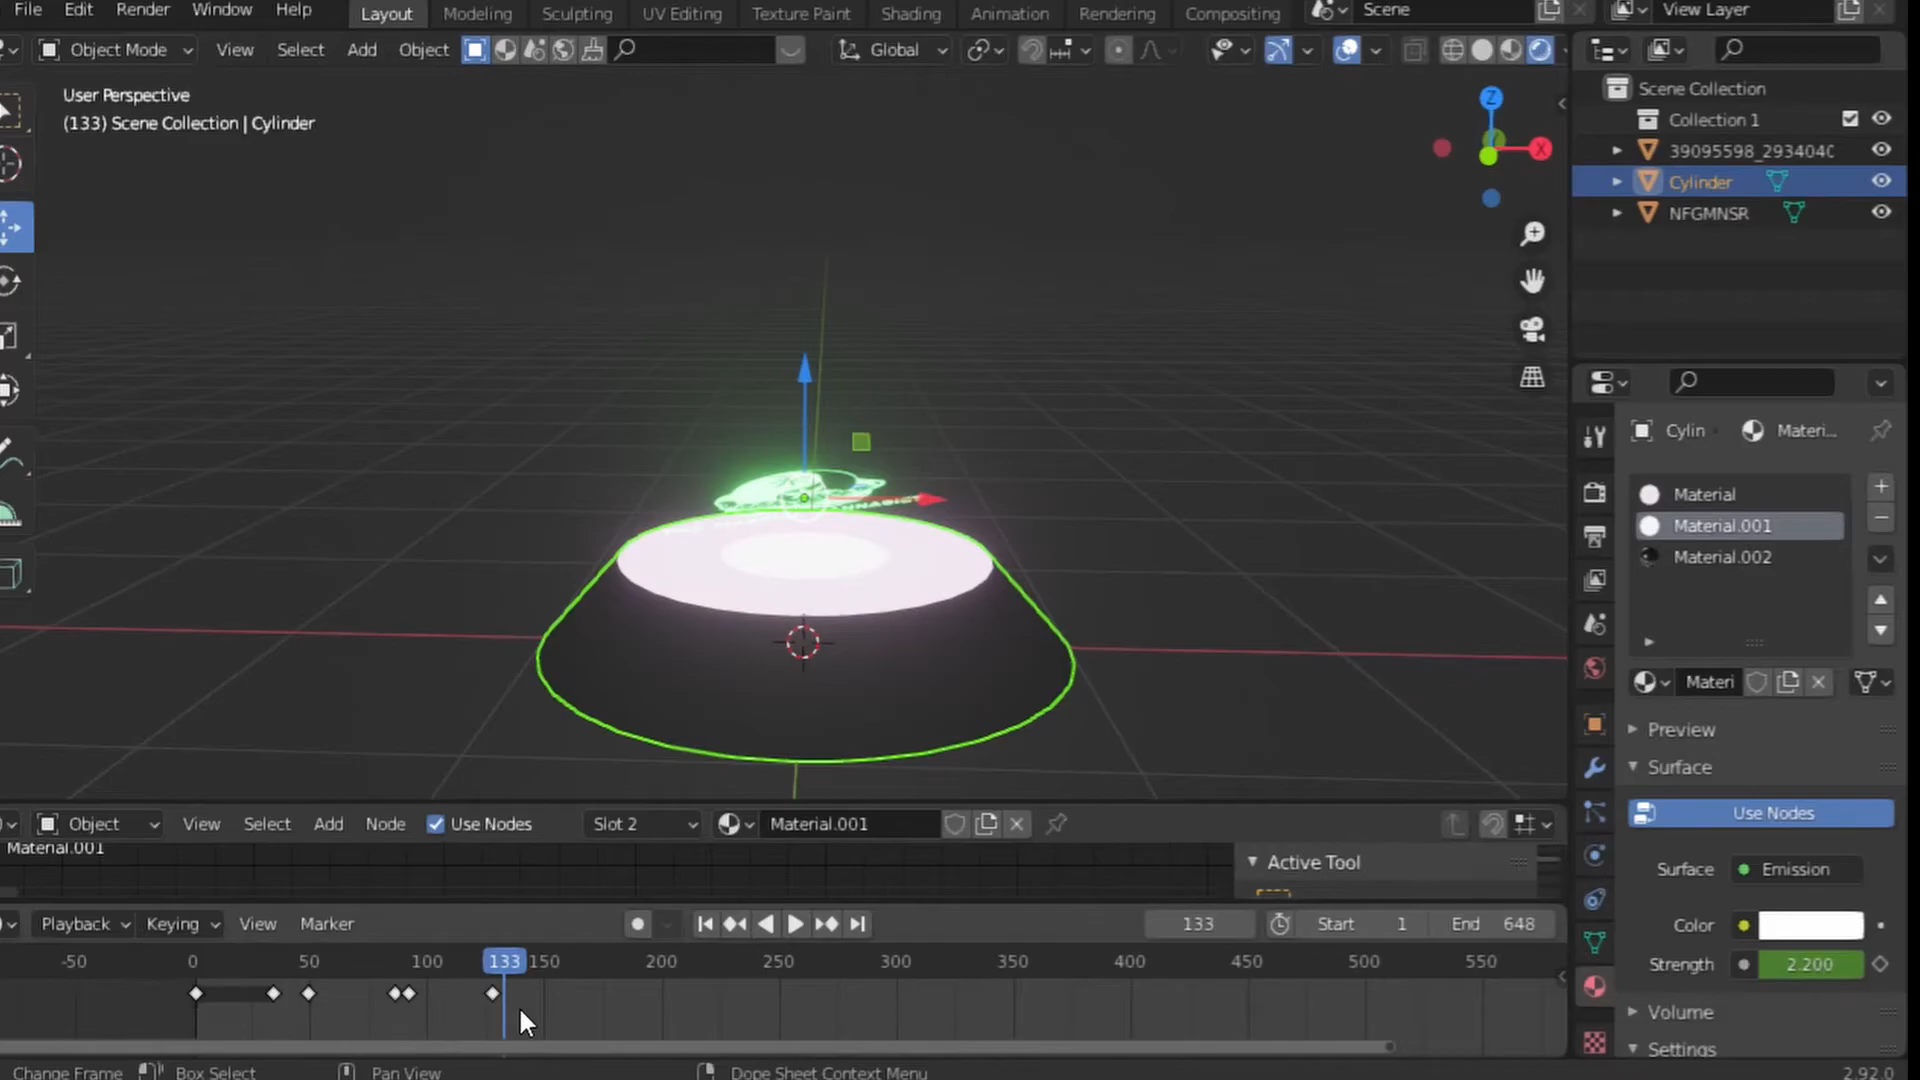 File Edit Render Window Help Layout Modeling Sculpting UV Editing Texture Paint Shading Animation Rendering Compositing Scene View Layer
Object Mode View Select Add Object Global
User Perspective
(133) Scene Collection | Cylinder
Z
X
Scene Collection
Collection 1
39095598_293404C
Cylinder
NFGMNSR
Cylin Materi...
Material
Material.001
Material.002
Materi
Preview
Surface
Use Nodes
Surface Emission
Color
Strength 2.200
Volume
Settings
Object View Select Add Node Use Nodes Slot 2 Material.001
Material.001
Active Tool
Playback Keying View Marker 133 Start 1 End 648
-50 0 50 100 133 150 200 250 300 350 400 450 500 550
Change Frame Box Select Pan View Dope Sheet Context Menu 2.92.0